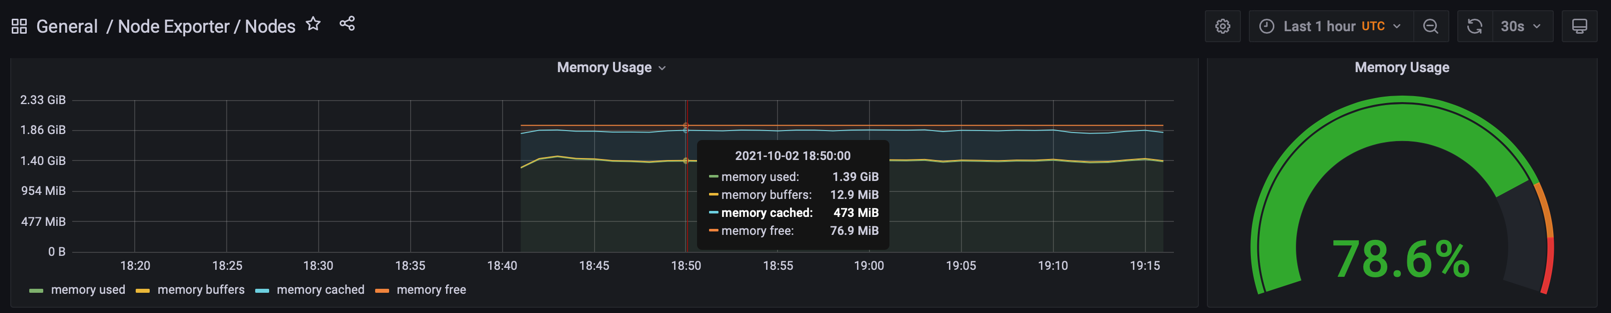 General / Node Exporter / Nodes
Last 1 hour UTC
30s
Memory Usage
2.33 GiB
1.86 GiB
1.40 GiB
954 MiB
477 MiB
0 B
18:20 18:25 18:30 18:35 18:40 18:45 18:50 18:55 19:00 19:05 19:10 19:15
2021-10-02 18:50:00
memory used: 1.39 GiB
memory buffers: 12.9 MiB
memory cached: 473 MiB
memory free: 76.9 MiB
memory used memory buffers memory cached memory free
Memory Usage
78.6%